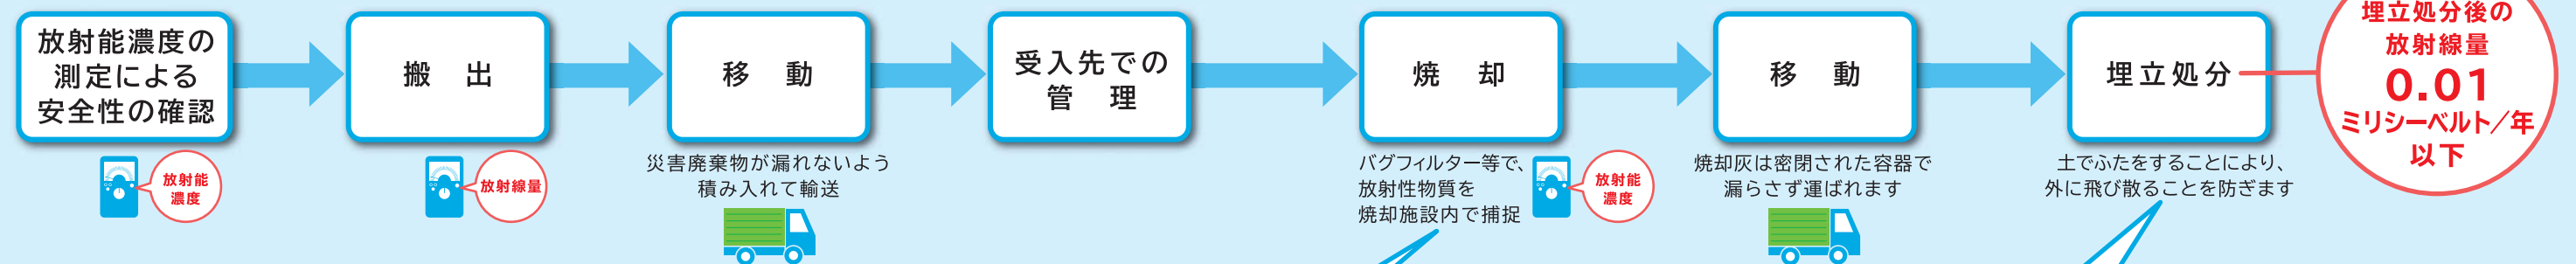 放射能濃度の
測定による
安全性の確認
放射能
濃度
搬 出
放射線量
移 動
災害廃棄物が漏れないよう
積み入れて輸送
受入先での
管 理
焼 却
バグフィルター等で、
放射性物質を
焼却施設内で捕捉
放射能
濃度
移 動
焼却灰は密閉された容器で
漏らさず運ばれます
埋立処分
土でふたをすることにより、
外に飛び散ることを防ぎます
埋立処分後の
放射線量
0.01
ミリシーベルト/年
以下